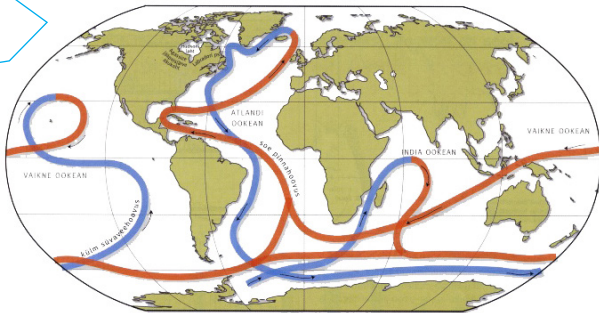 ATLANDI
OOKEAN
VAIKNE OOKEAN
INDIA OOKEAN
VAIKNE OOKEAN
soe pinnahoovus
külm süvaveehoovus